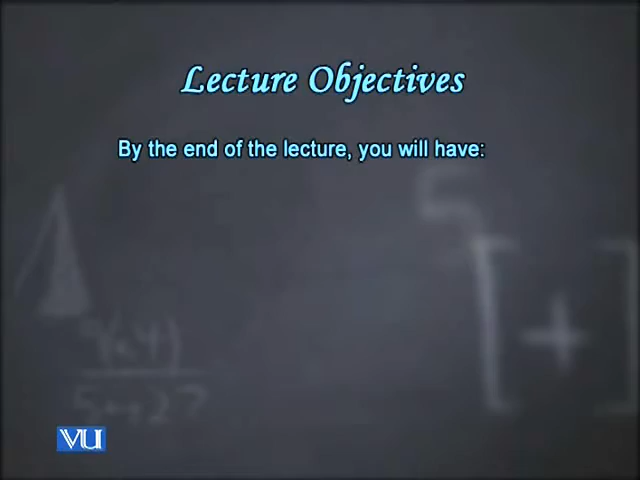 Lecture Objectives
By the end of the lecture, you will have:
VU